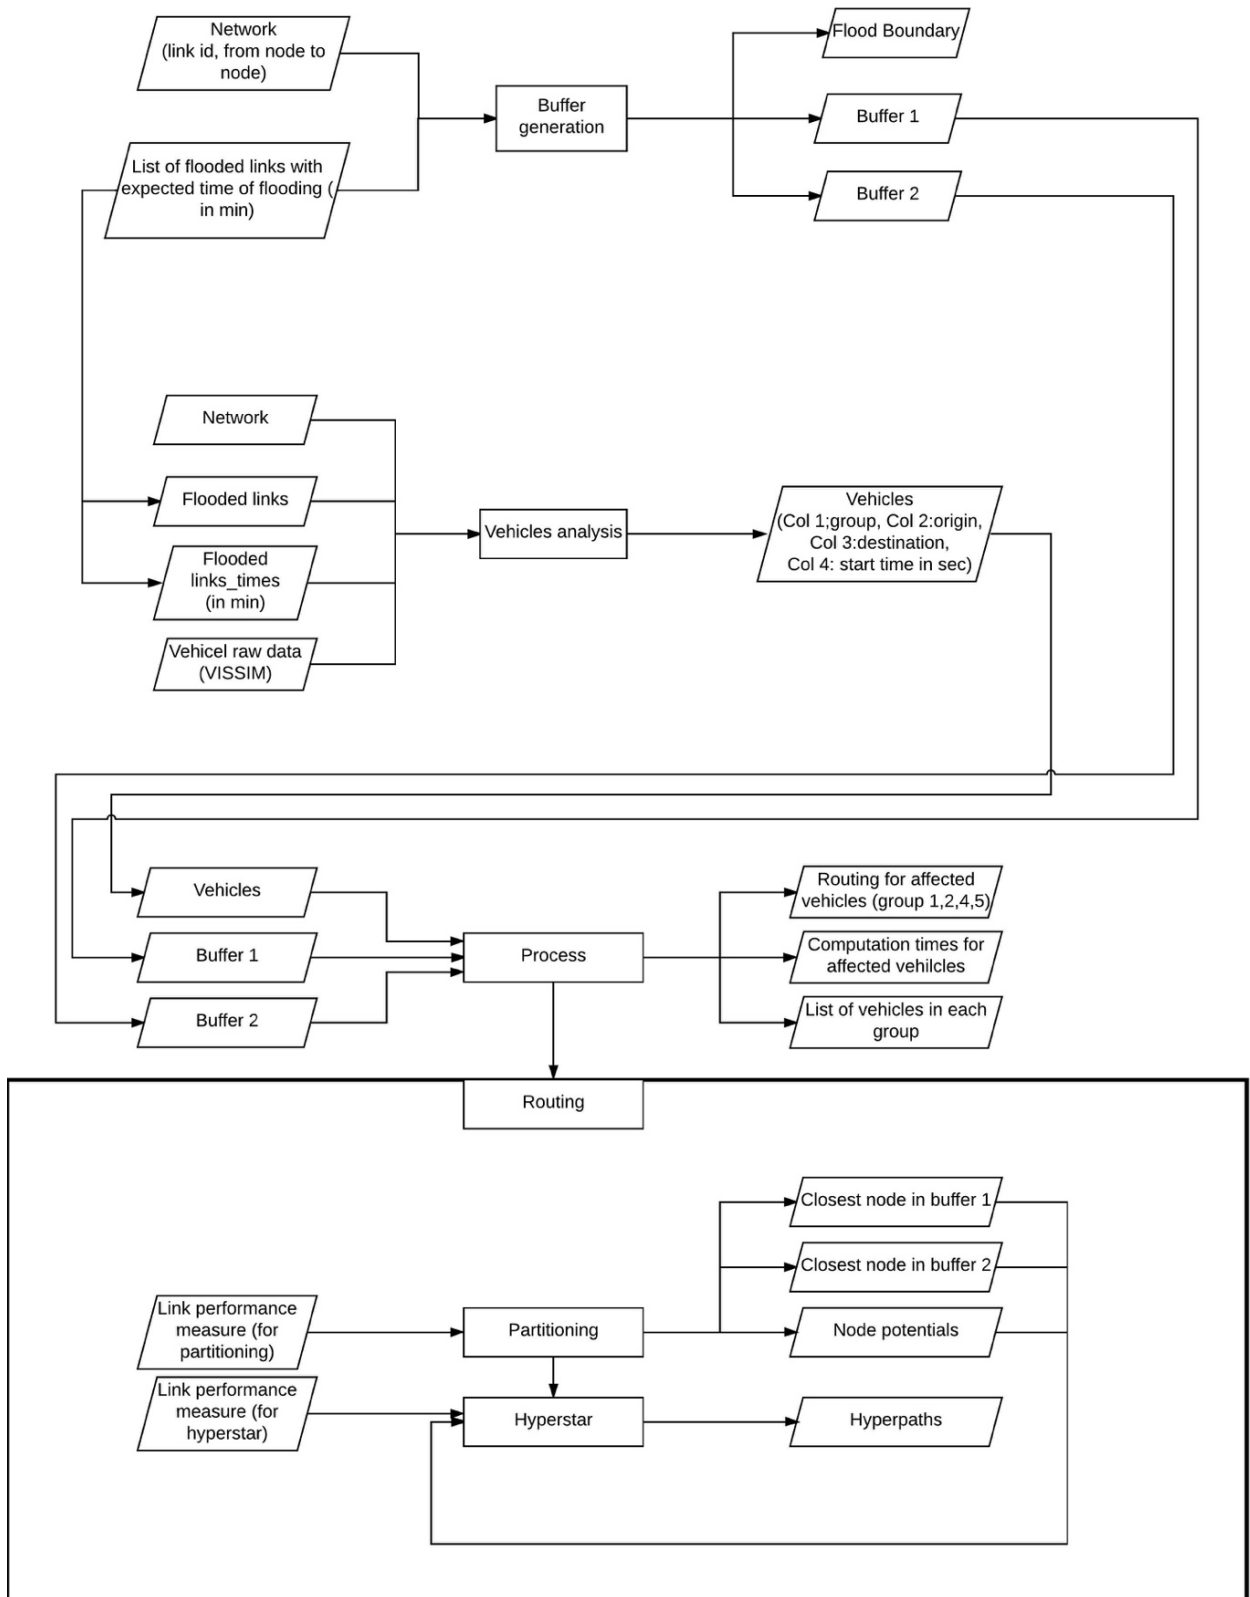 Network
(link id, from node to
node)
List of flooded links with
expected time of flooding (
in min)
Buffer
generation
Flood Boundary
Buffer 1
Buffer 2
Network
Flooded links
Flooded
links_times
(in min)
Vehicel raw data
(VISSIM)
Vehicles analysis
Vehicles
(Col 1;group, Col 2:origin,
Col 3:destination,
Col 4: start time in sec)
Vehicles
Buffer 1
Buffer 2
Process
Routing for affected
vehicles (group 1,2,4,5)
Computation times for
affected vehilcles
List of vehicles in each
group
Routing
Link performance
measure (for
partitioning)
Link performance
measure (for
hyperstar)
Partitioning
Hyperstar
Closest node in buffer 1
Closest node in buffer 2
Node potentials
Hyperpaths